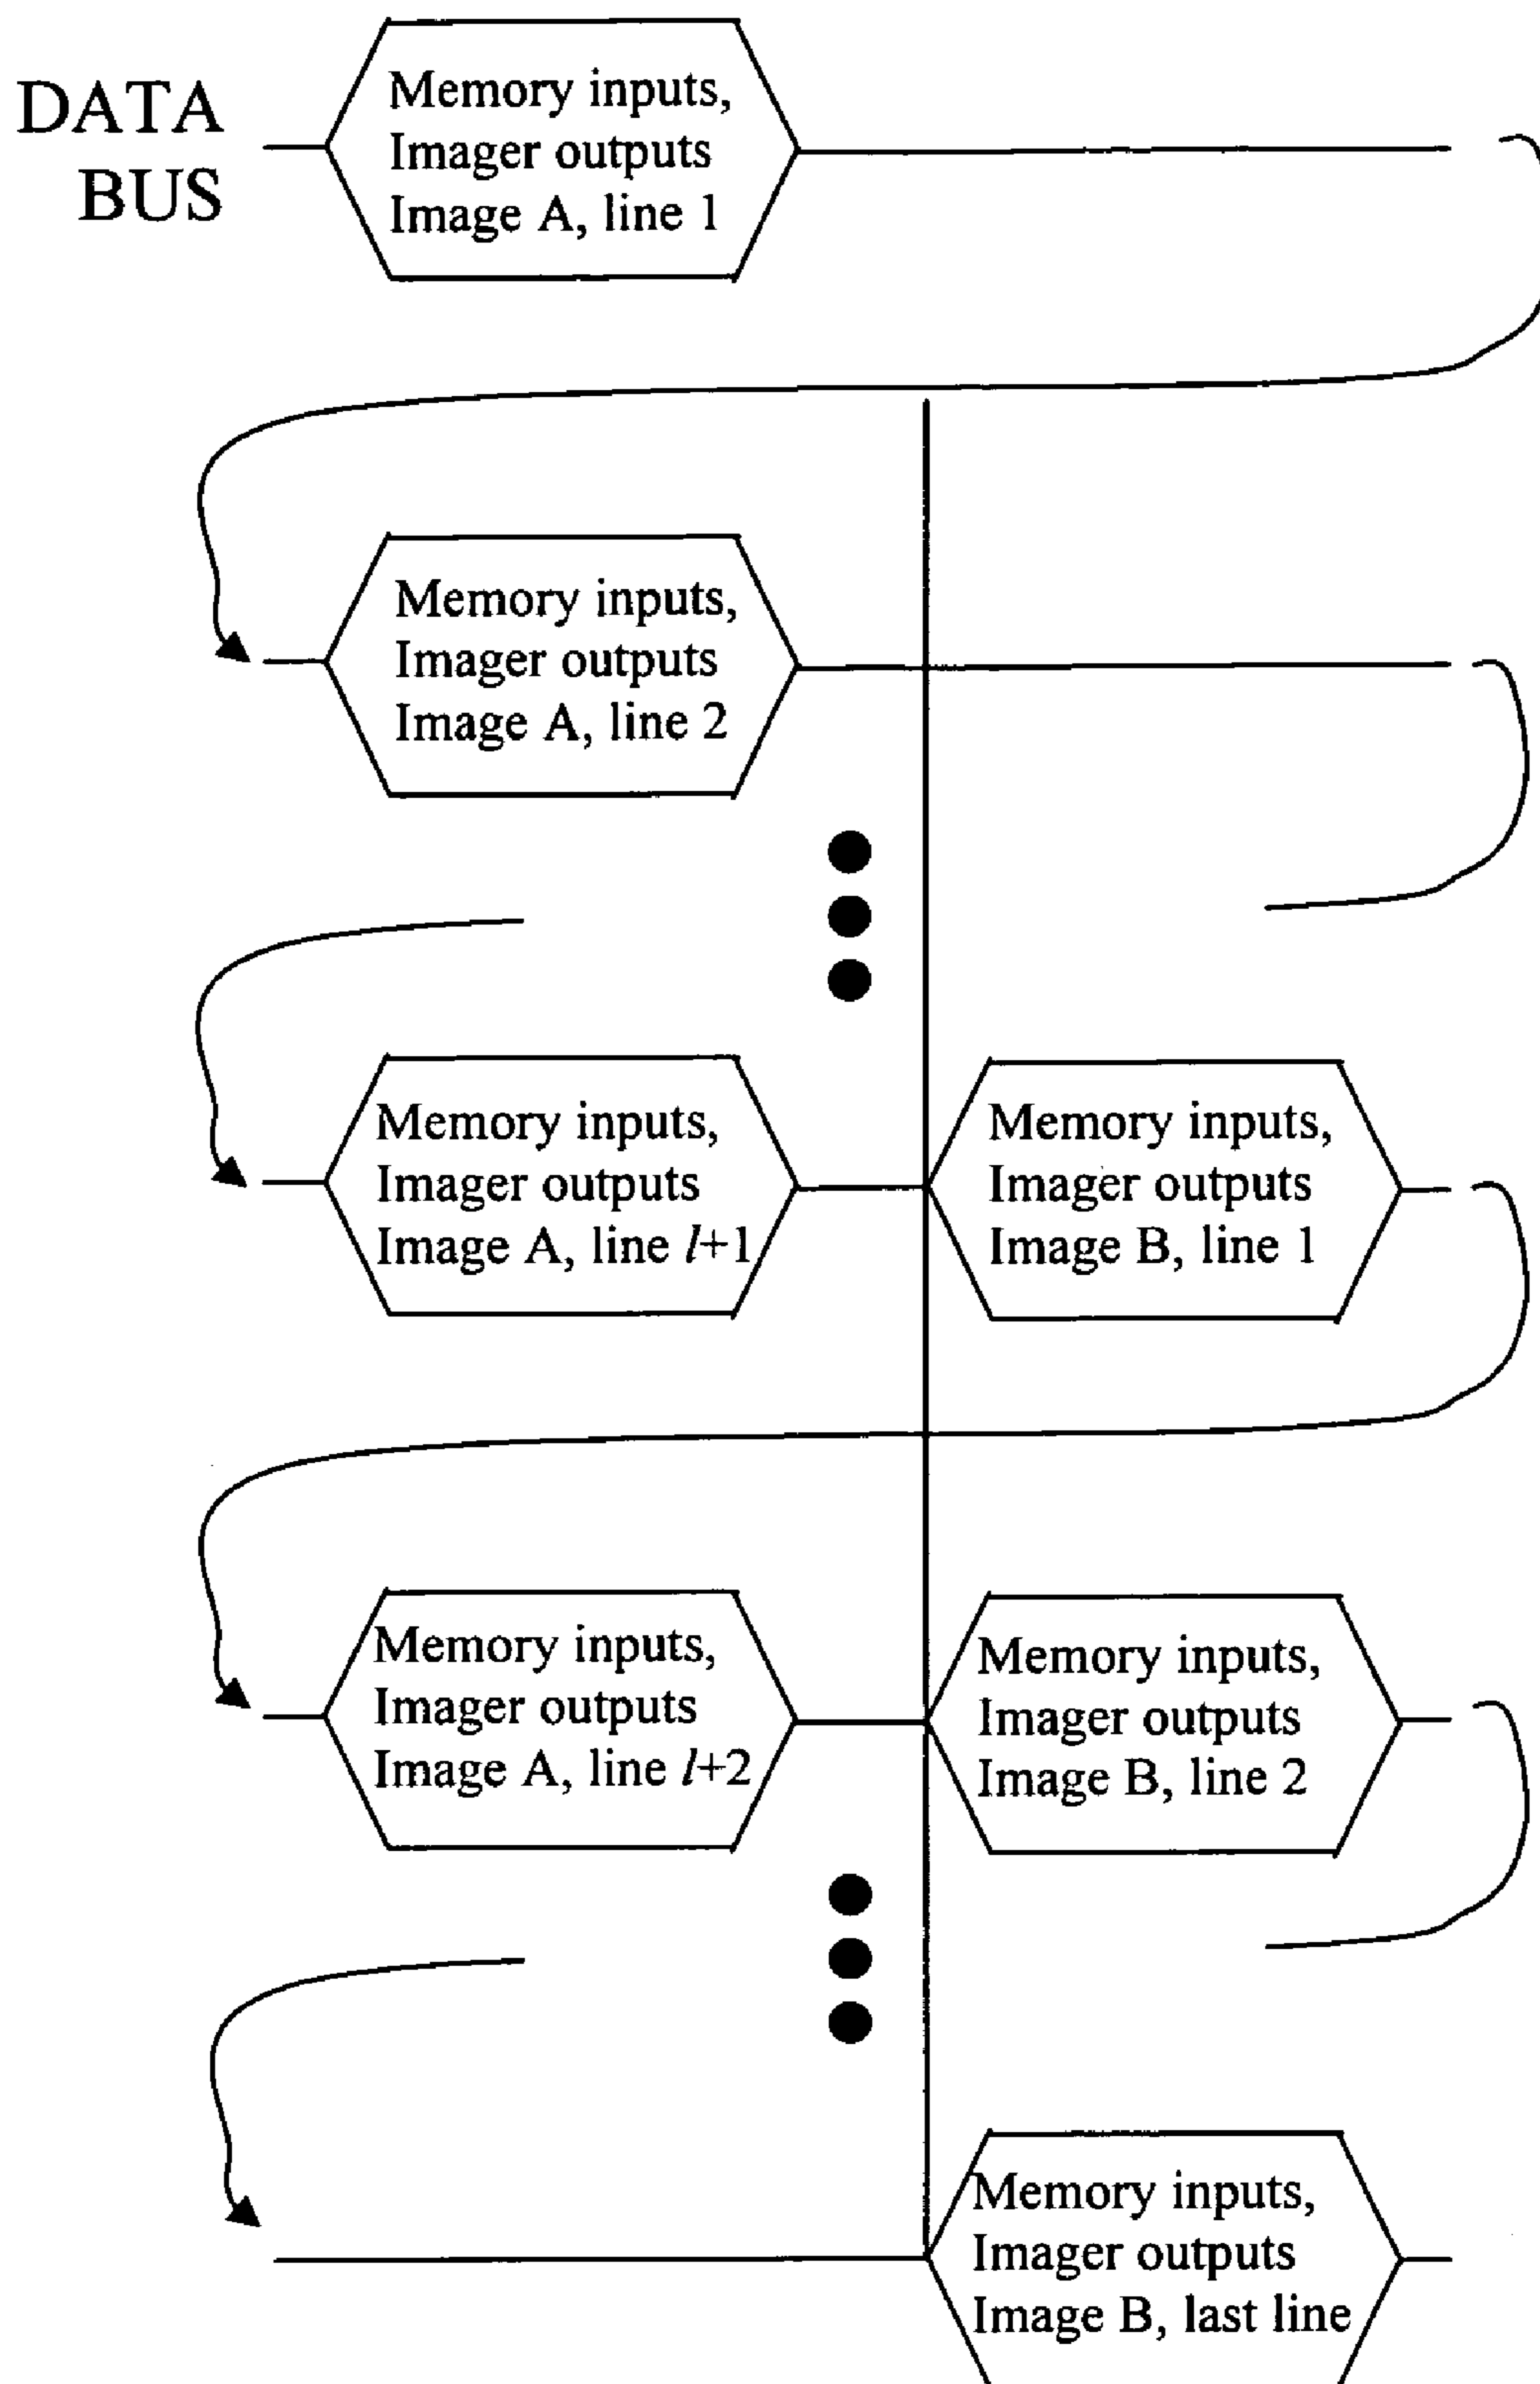 DATA
BUS
Memory inputs,
Imager outputs
Image A, line 1
Memory inputs,
Imager outputs
Image A, line 2
Memory inputs,
Imager outputs
Image A, line l+1
Memory inputs,
Imager outputs
Image B, line 1
Memory inputs,
Imager outputs
Image A, line l+2
Memory inputs,
Imager outputs
Image B, line 2
Memory inputs,
Imager outputs
Image B, last line